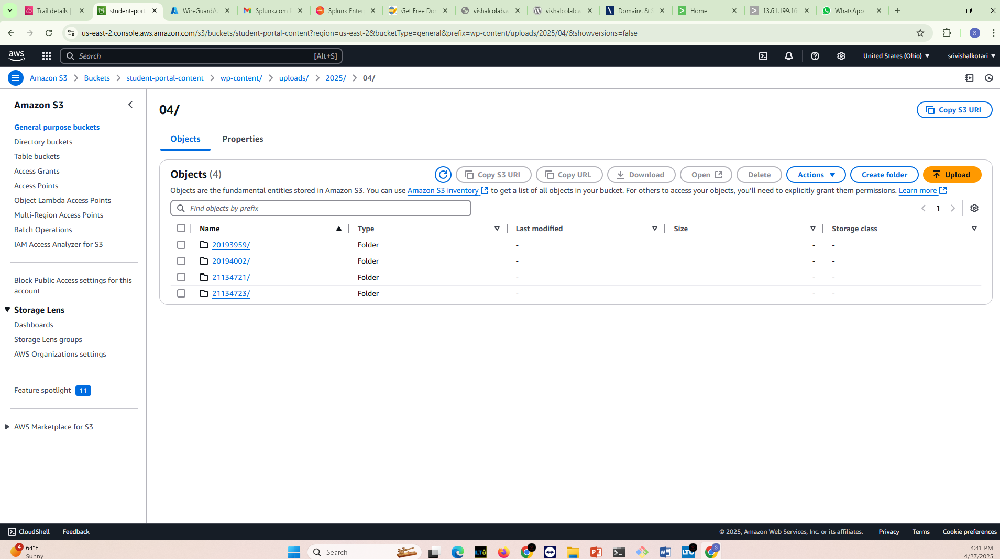 Trail details |
student-port
WireGuardAz
Splunk.com
Splunk Enter
Get Free Do
vishalcolab.w
vishalcolab.w
Domains & S
Home
13.61.199.16
WhatsApp
us-east-2.console.aws.amazon.com/s3/buckets/student-portal-content?region=us-east-2&bucketType=general&prefix=wp-content/uploads/2025/04/&showversions=false
S
aws
Search
[Alt+S]
United States (Ohio)
srivishalkotari
Amazon S3
Buckets
student-portal-content
wp-content/
uploads/
2025/
04/
Amazon S3
General purpose buckets
Directory buckets
Table buckets
Access Grants
Access Points
Object Lambda Access Points
Multi-Region Access Points
Batch Operations
IAM Access Analyzer for S3
Block Public Access settings for this
account
Storage Lens
Dashboards
Storage Lens groups
AWS Organizations settings
Feature spotlight 11
AWS Marketplace for S3
04/
Copy S3 URI
Objects
Properties
Objects (4)
Copy S3 URI
Copy URL
Download
Open
Delete
Actions
Create folder
Upload
Objects are the fundamental entities stored in Amazon S3. You can use Amazon S3 inventory to get a list of all objects in your bucket. For others to access your objects, you’ll need to explicitly grant them permissions. Learn more
Find objects by prefix
1
Name Type Last modified Size Storage class
20193959/ Folder - - -
20194002/ Folder - - -
21134721/ Folder - - -
21134723/ Folder - - -
CloudShell
Feedback
© 2025, Amazon Web Services, Inc. or its affiliates.
Privacy
Terms
Cookie preferences
4
64°F
Sunny
Search
LTU
LTU
S
4:41 PM
4/27/2025